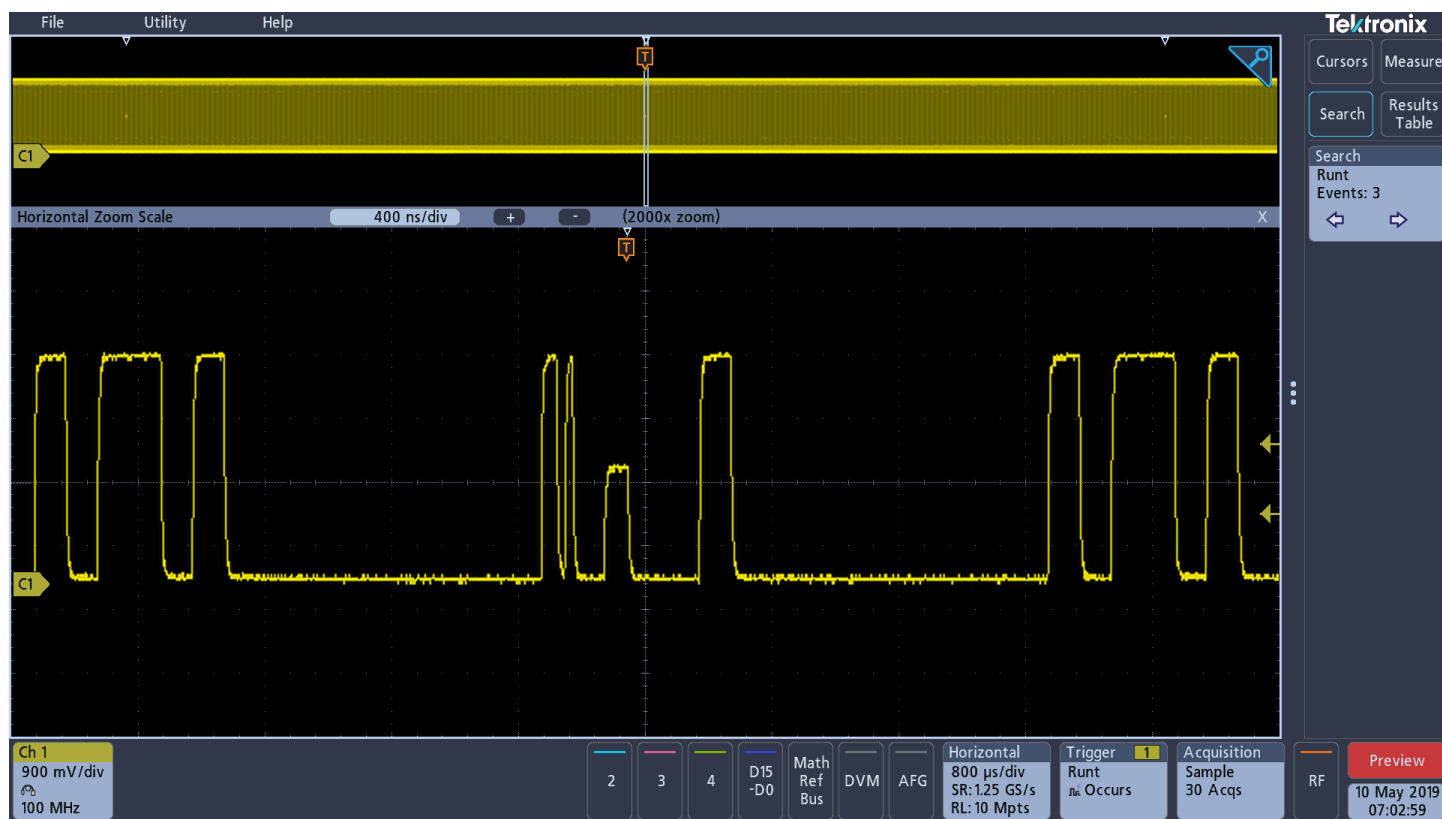 File Utility Help
Tektronix
Cursors Measure
Search Results Table
T
C1
Search
Runt
Events: 3
Horizontal Zoom Scale 400 ns/div + - (2000x zoom) X
T
C1
Ch 1
900 mV/div
100 MHz
2 3 4
D15
-D0
Math
Ref
Bus
DVM AFG
Horizontal
800 µs/div
SR: 1.25 GS/s
RL: 10 Mpts
Trigger 1
Runt
Occurs
Acquisition
Sample
30 Acqs
RF
Preview
10 May 2019
07:02:59